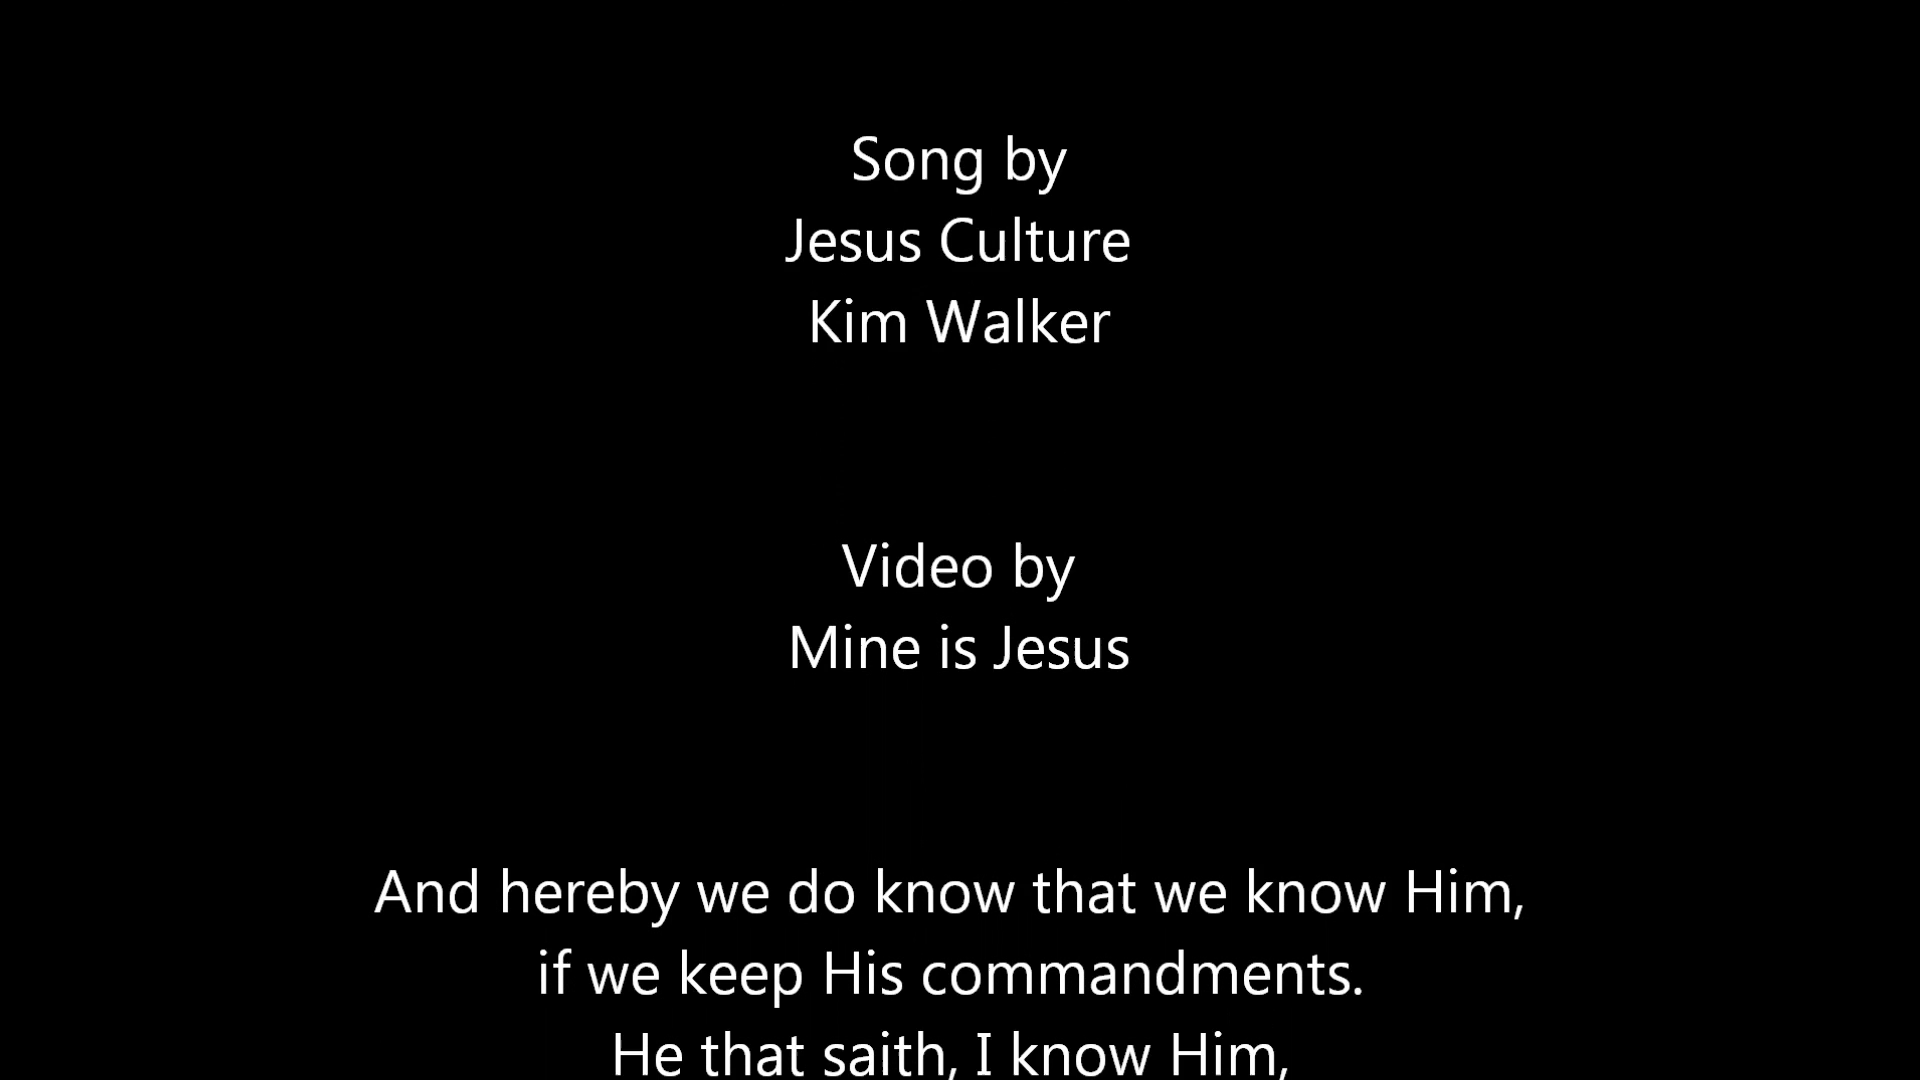 Song by
Jesus Culture
Kim Walker
Video by
Mine is Jesus
And hereby we do know that we know Him,
if we keep His commandments.
He that saith, I know Him,